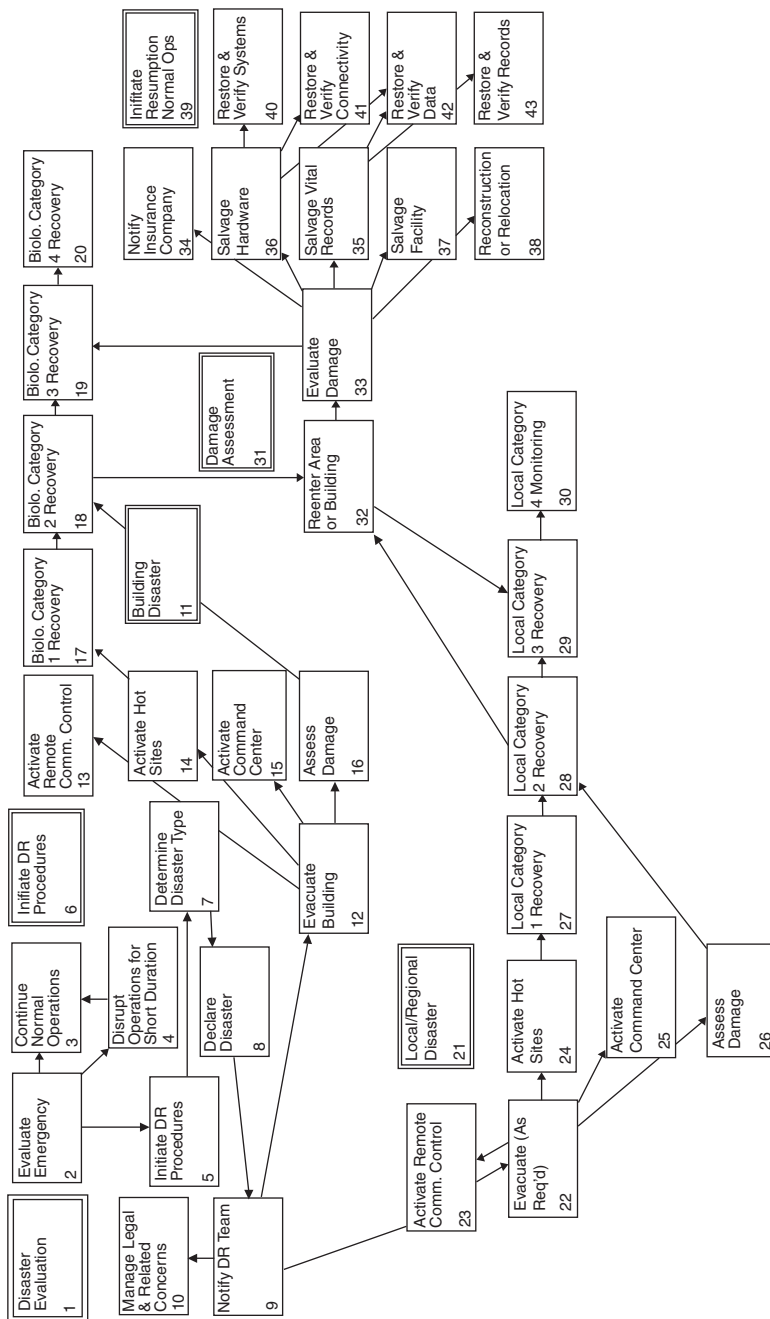 Disaster
Evaluation
1
Evaluate
Emergency
2
Continue
Normal
Operations
3
Disrupt
Operations for
Short Duration
4
Initiate DR
Procedures
5
Inifiate DR
Procedures
6
Determine
Disaster Type
7
Declare
Disaster
8
Notify DR Team
9
Manage Legal
& Related
Concerns
10
Building
Disaster
11
Evacuate
Building
12
Activate
Remote
Comm. Control
13
Activate Hot
Sites
14
Activate
Command
Center
15
Assess
Damage
16
Biolo. Category
1 Recovery
17
Biolo. Category
2 Recovery
18
Biolo. Category
3 Recovery
19
Biolo. Category
4 Recovery
20
Local/Regional
Disaster
21
Evacuate (As
Req'd)
22
Activate Remote
Comm. Control
23
Activate Hot
Sites
24
Activate
Command Center
25
Assess
Damage
26
Local Category
1 Recovery
27
Local Category
2 Recovery
28
Local Category
3 Recovery
29
Local Category
4 Monitoring
30
Damage
Assessment
31
Reenter Area
or Building
32
Evaluate
Damage
33
Notify
Insurance
Company
34
Salvage
Hardware
36
Salvage Vital
Records
35
Salvage
Facility
37
Reconstruction
or Relocation
38
Inifitate
Resumption
Normal Ops
39
Restore &
Verify Systems
40
Restore &
Verify
Connectivity
41
Restore &
Verify
Data
42
Restore &
Verify Records
43